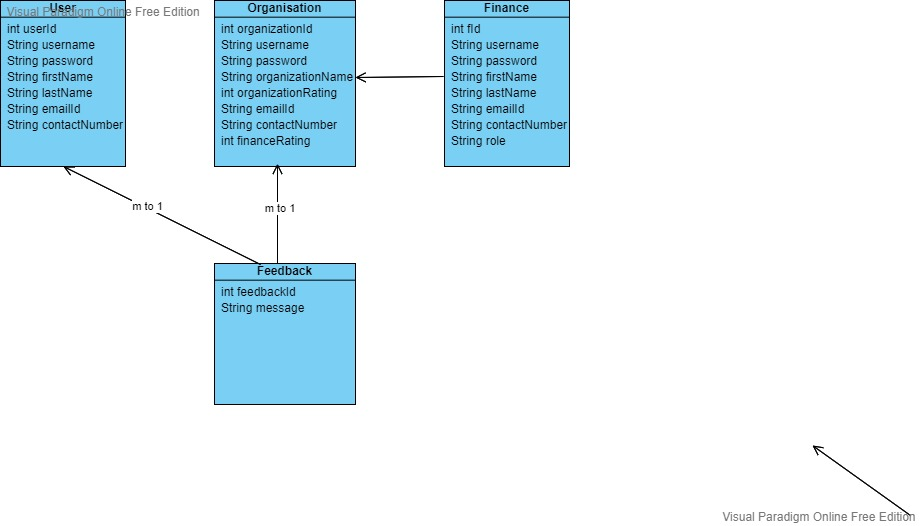 Visual Paradigm Online Free Edition
User
int userId
String username
String password
String firstName
String lastName
String emailId
String contactNumber
Organisation
int organizationId
String username
String password
String organizationName
int organizationRating
String emailId
String contactNumber
int financeRating
Finance
int fId
String username
String password
String firstName
String lastName
String emailId
String contactNumber
String role
m to 1
m to 1
Feedback
int feedbackId
String message
Visual Paradigm Online Free Edition